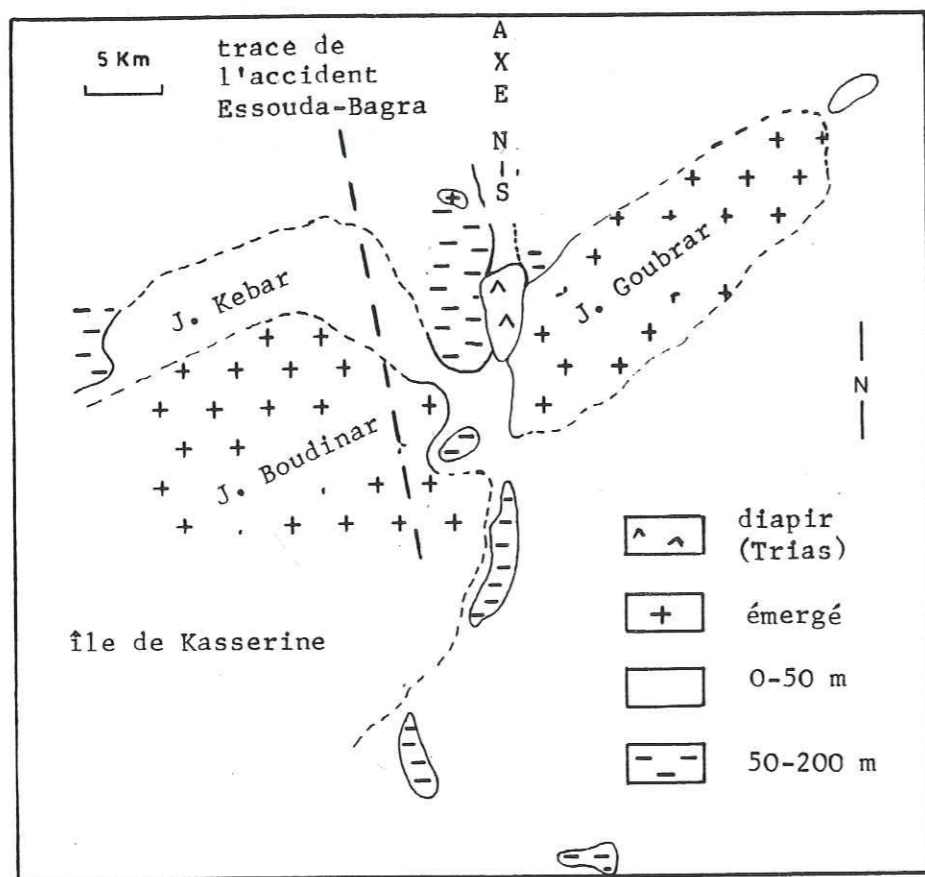 5 Km
trace de
l'accident
Essouda-Bagra
A
X
E
N
-
S
J. Kebar
J. Goubrar
J. Boudinar
N
île de Kasserine
diapir
(Trias)
émergé
0-50 m
50-200 m